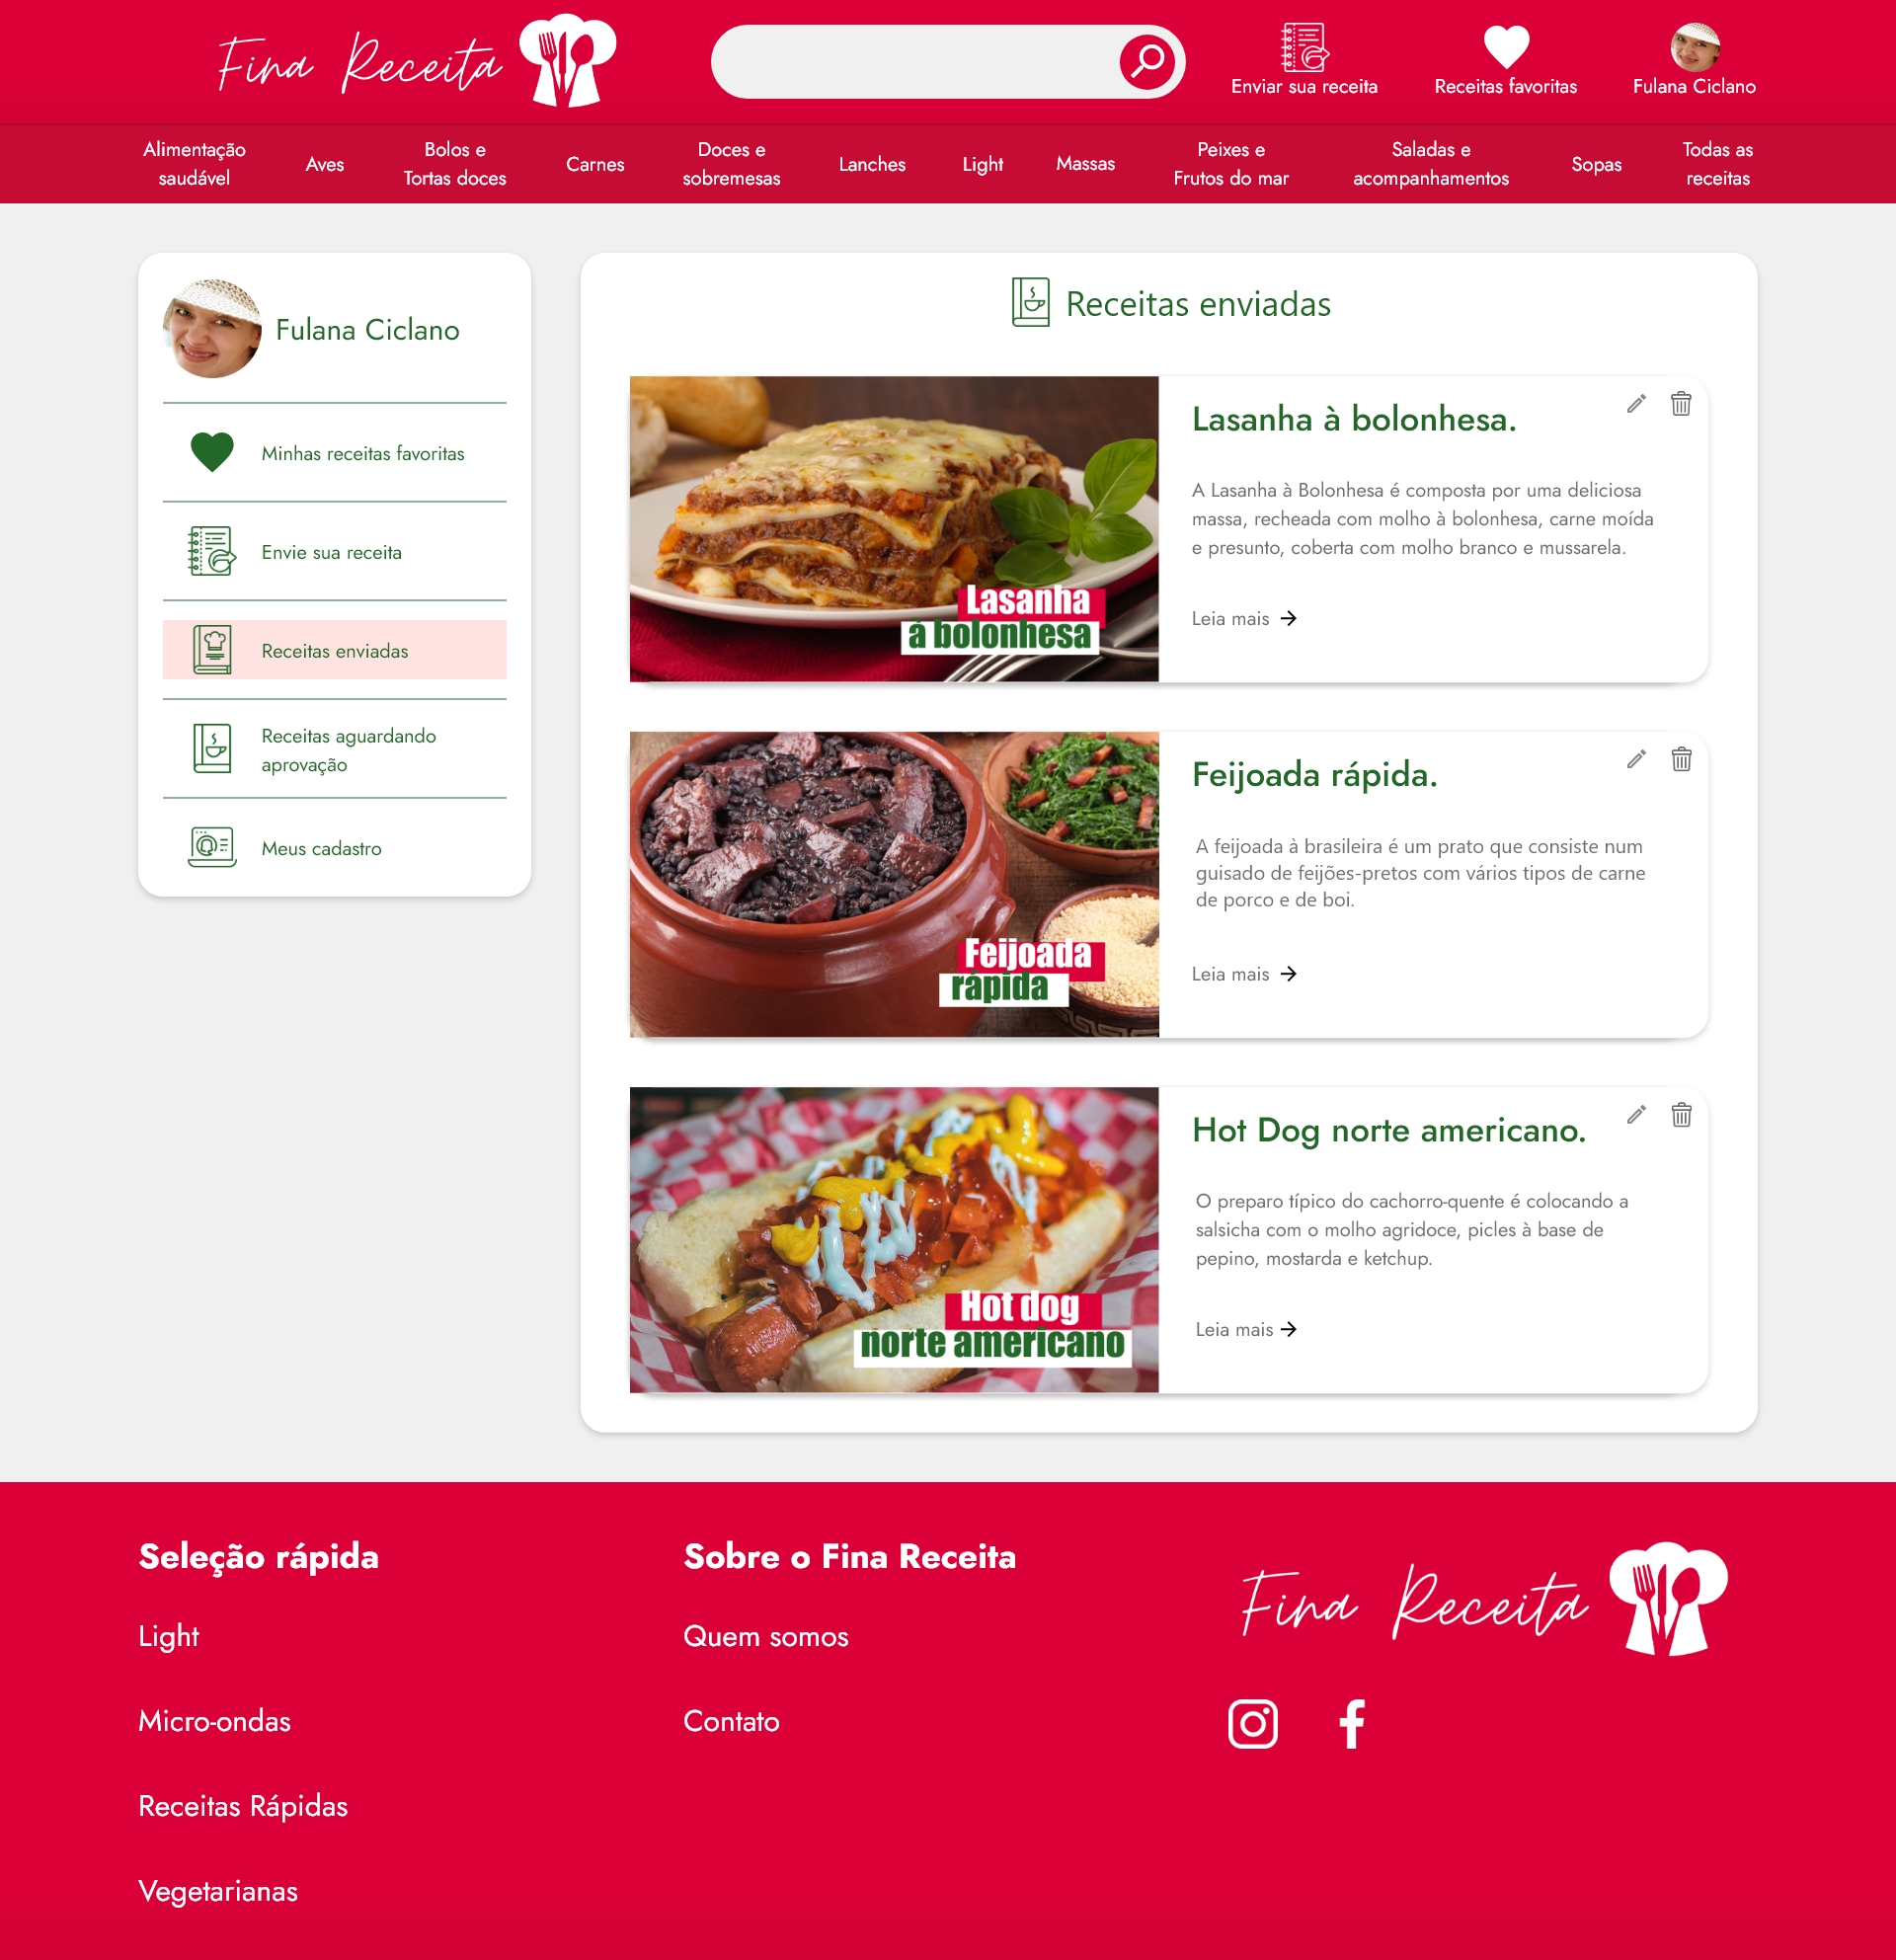 Fina Receita
Enviar sua receita
Receitas favoritas
Fulana Ciclano
Alimentação
saudável
Aves
Bolos e
Tortas doces
Carnes
Doces e
sobremesas
Lanches
Light
Massas
Peixes e
Frutos do mar
Saladas e
acompanhamentos
Sopas
Todas as
receitas
Fulana Ciclano
Minhas receitas favoritas
Envie sua receita
Receitas enviadas
Receitas aguardando
aprovação
Meus cadastro
Receitas enviadas
Lasanha
à bolonhesa
Lasanha à bolonhesa.
A Lasanha à Bolonhesa é composta por uma deliciosa
massa, recheada com molho à bolonhesa, carne moída
e presunto, coberta com molho branco e mussarela.
Leia mais
Feijoada
rápida
Feijoada rápida.
A feijoada à brasileira é um prato que consiste num
guisado de feijões-pretos com vários tipos de carne
de porco e de boi.
Leia mais
Hot dog
norte americano
Hot Dog norte americano.
O preparo típico do cachorro-quente é colocando a
salsicha com o molho agridoce, picles à base de
pepino, mostarda e ketchup.
Leia mais
Seleção rápida
Light
Micro-ondas
Receitas Rápidas
Vegetarianas
Sobre o Fina Receita
Quem somos
Contato
Fina Receita